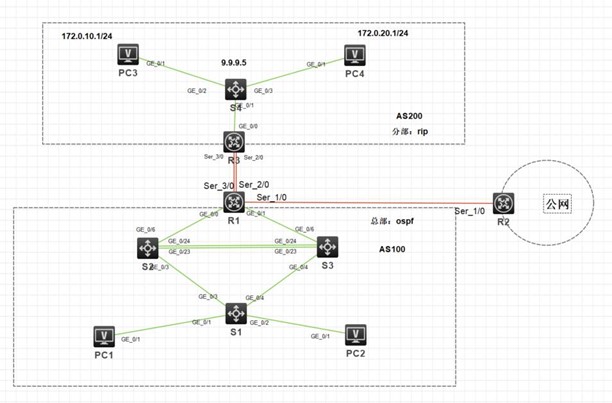 172.0.10.1/24
172.0.20.1/24
V
V
GE_0/1
9.9.9.5
GE_0/1
PC3
PC4
GE_0/2
GE_0/3
S4
GE_0/1
AS200
GE_0/0
分部：rip
R3
Ser_3/0
Ser_2/0
Ser_3/0
Ser_2/0
Ser_1/0
公网
Ser_1/0
R1
R2
GE_0/0
GE_0/1
总部：ospf
GE_0/6
GE_0/6
GE_0/24
GE_0/24
AS100
GE_0/23
GE_0/23
S2
S3
GE_0/3
GE_0/4
GE_0/3
GE_0/4
S1
GE_0/1
GE_0/2
V
V
GE_0/1
GE_0/1
PC1
PC2